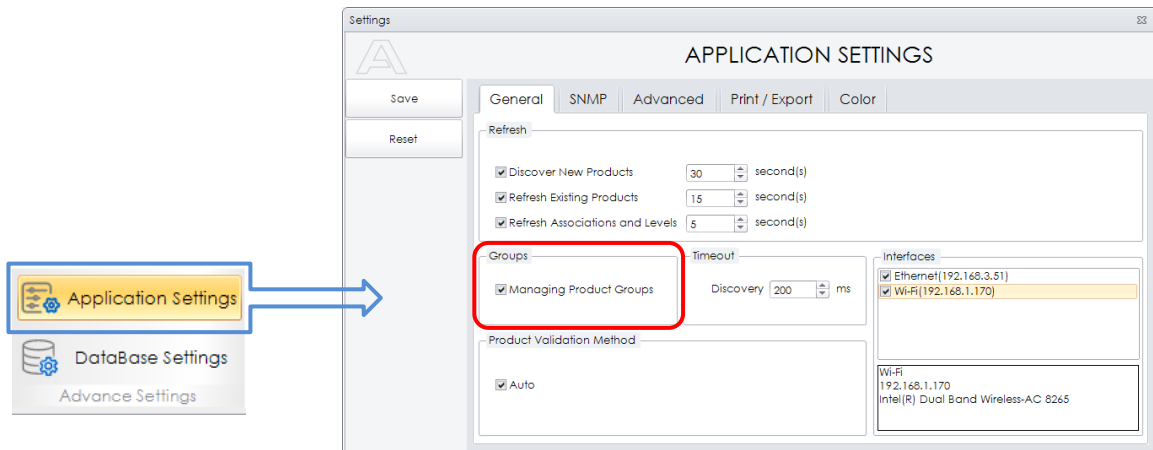 Settings
APPLICATION SETTINGS
Save
Reset
General SNMP Advanced Print / Export Color
Refresh
Discover New Products 30 second(s)
Refresh Existing Products 15 second(s)
Refresh Associations and Levels 5 second(s)
Groups
Managing Product Groups
Timeout
Discovery 200 ms
Interfaces
Ethernet(192.168.3.51)
Wi-Fi(192.168.1.170)
Product Validation Method
Auto
Wi-Fi
192.168.1.170
Intel(R) Dual Band Wireless-AC 8265
Application Settings
DataBase Settings
Advance Settings